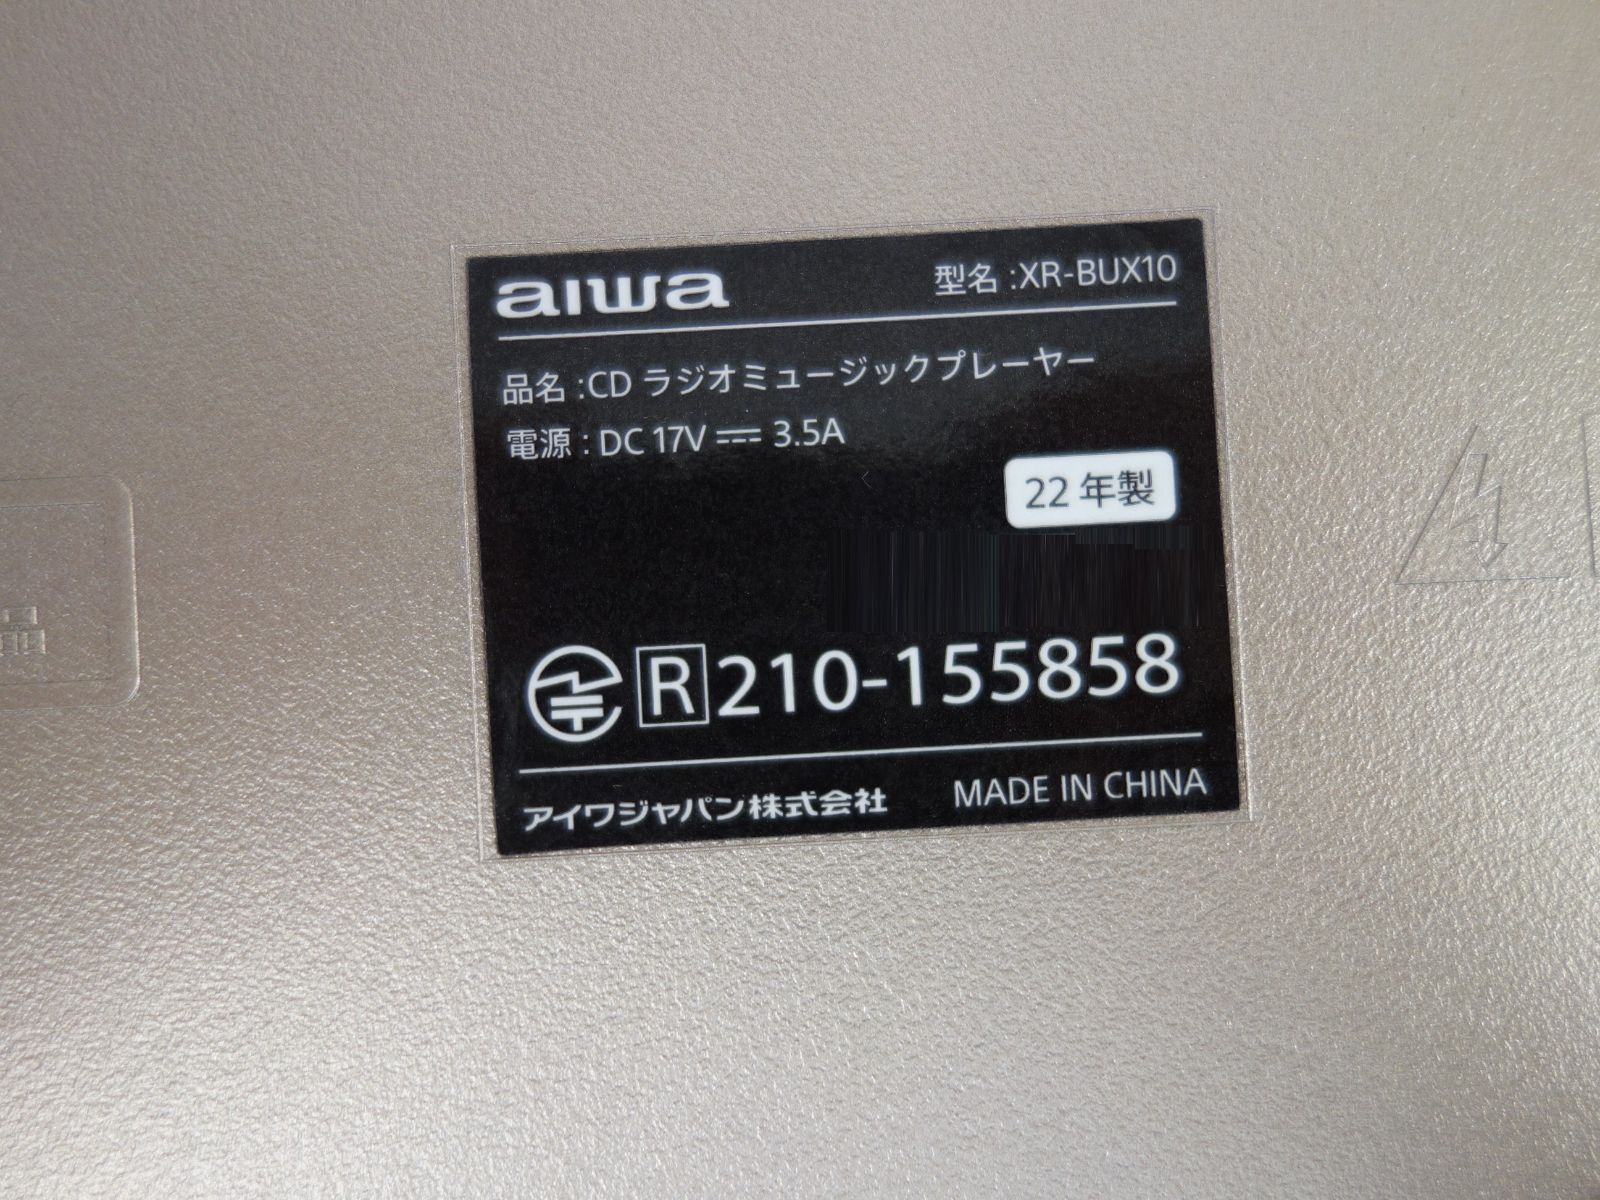 aiwa 型名:XR-BUX10
品名:CD ラジオミュージックプレーヤー
電源:DC 17V ⎓ 3.5A
22 年製
R 210-155858
アイワジャパン株式会社 MADE IN CHINA
品